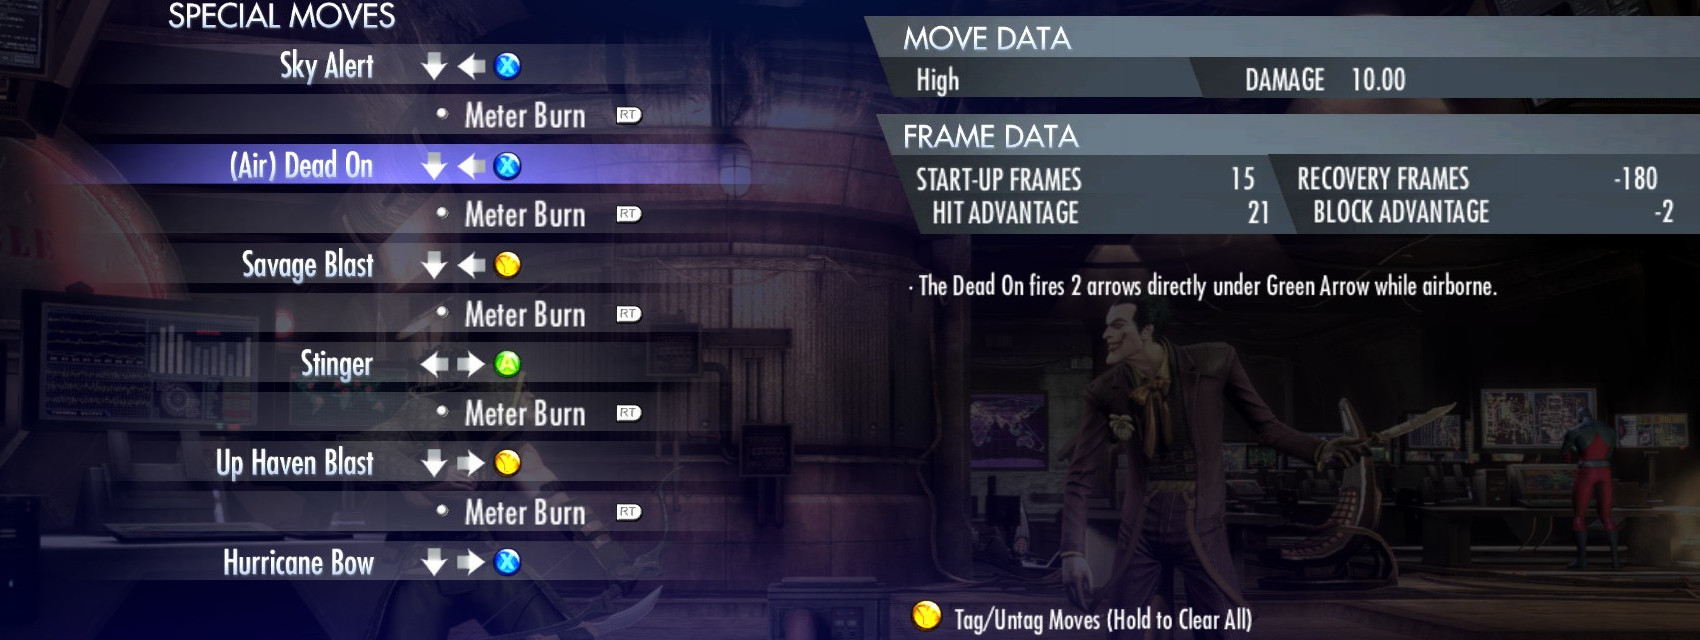 SPECIAL MOVES
Sky Alert X
Meter Burn RT
(Air) Dead On X
Meter Burn RT
Savage Blast Y
Meter Burn RT
Stinger A
Meter Burn RT
Up Haven Blast Y
Meter Burn RT
Hurricane Bow X
MOVE DATA
High DAMAGE 10.00
FRAME DATA
START-UP FRAMES 15 RECOVERY FRAMES -180
HIT ADVANTAGE 21 BLOCK ADVANTAGE -2
· The Dead On fires 2 arrows directly under Green Arrow while airborne.
Y Tag/Untag Moves (Hold to Clear All)